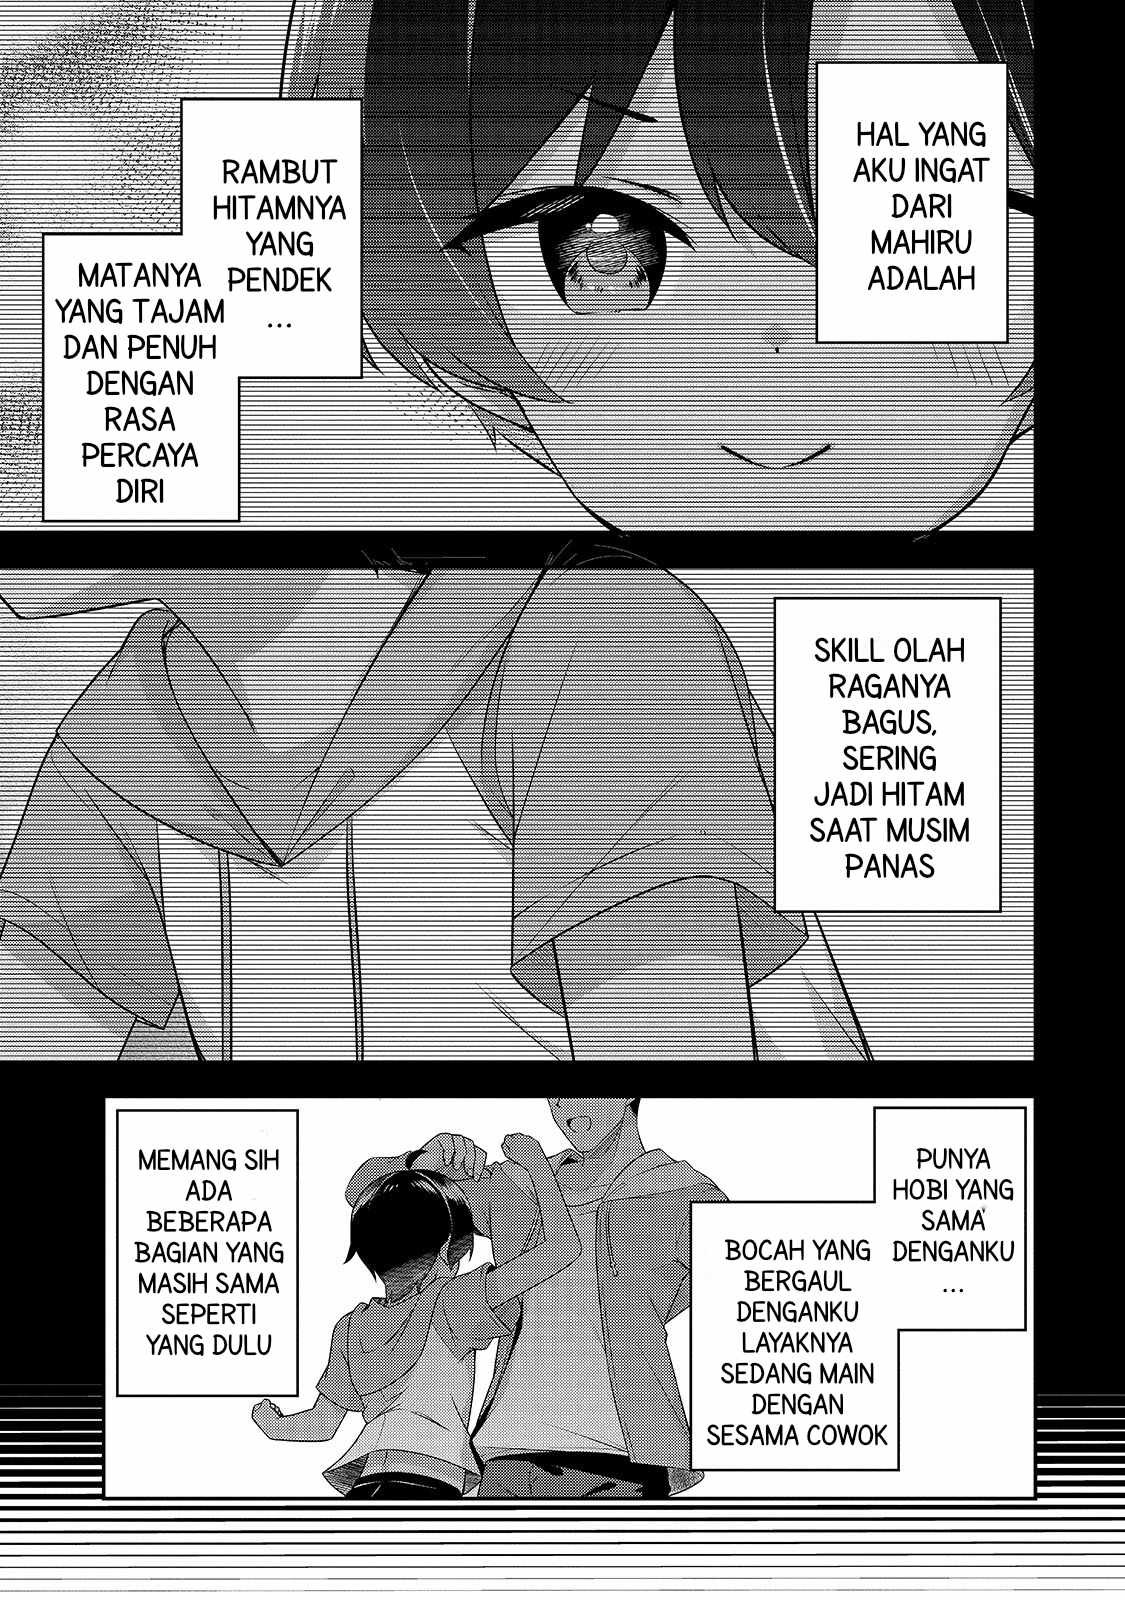 HAL YANG
AKU INGAT
DARI
MAHIRU
ADALAH
RAMBUT
HITAMNYA
YANG
PENDEK
...
MATANYA
YANG TAJAM
DAN PENUH
DENGAN
RASA
PERCAYA
DIRI
SKILL OLAH
RAGANYA
BAGUS,
SERING
JADI HITAM
SAAT MUSIM
PANAS
PUNYA
HOBI YANG
SAMA
DENGANKU
...
BOCAH YANG
BERGAUL
DENGANKU
LAYAKNYA
SEDANG MAIN
DENGAN
SESAMA COWOK
MEMANG SIH
ADA
BEBERAPA
BAGIAN YANG
MASIH SAMA
SEPERTI
YANG DULU